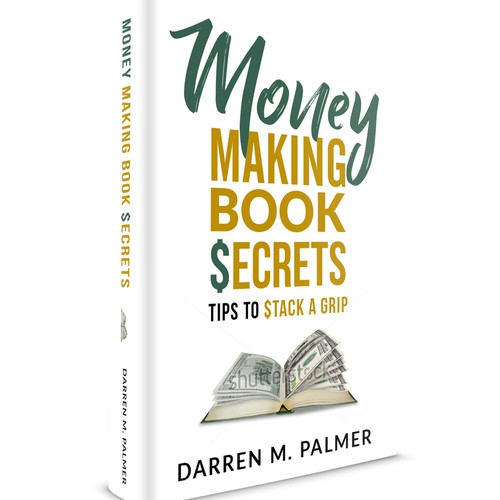 MONEY MAKING BOOK $ECRETS
DARREN M. PALMER
Money
MAKING
BOOK
$ECRETS
TIPS TO $TACK A GRIP
shutterstock
DARREN M. PALMER